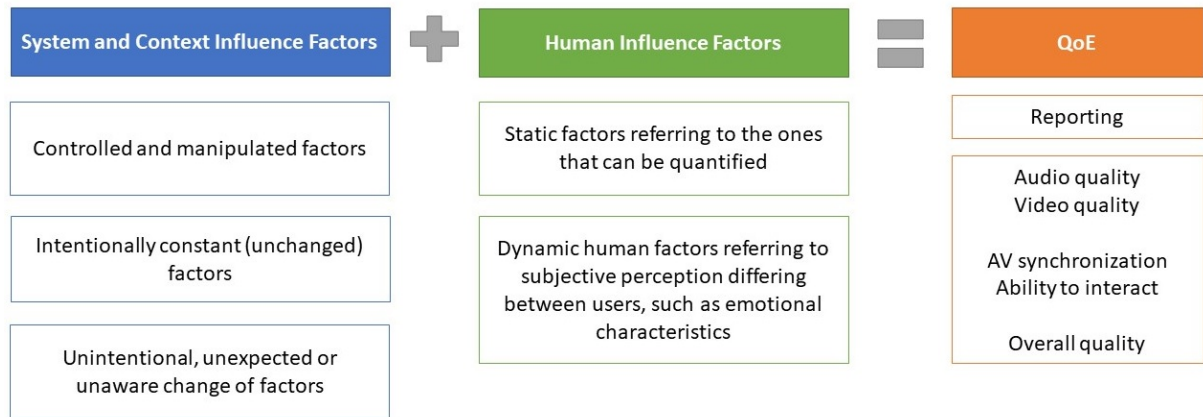 System and Context Influence Factors
Controlled and manipulated factors
Intentionally constant (unchanged)
factors
Unintentional, unexpected or
unaware change of factors
Human Influence Factors
Static factors referring to the ones
that can be quantified
Dynamic human factors referring to
subjective perception differing
between users, such as emotional
characteristics
QoE
Reporting
Audio quality
Video quality
AV synchronization
Ability to interact
Overall quality